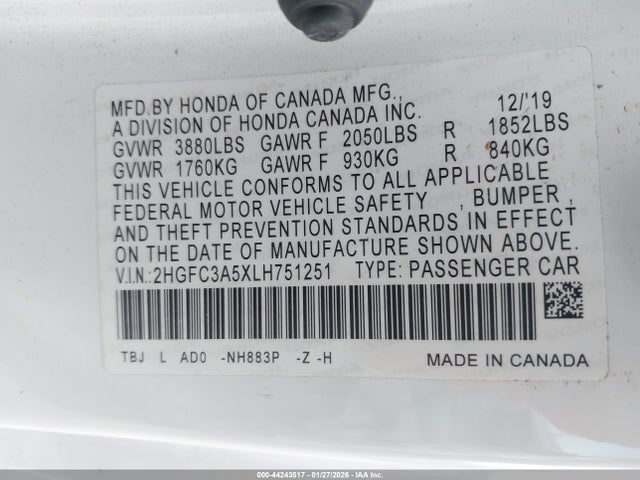 MFD.BY HONDA OF CANADA MFG., 12/'19
A DIVISION OF HONDA CANADA INC.
GVWR 3880LBS GAWR F 2050LBS R 1852LBS
GVWR 1760KG GAWR F 930KG R 840KG
THIS VEHICLE CONFORMS TO ALL APPLICABLE
FEDERAL MOTOR VEHICLE SAFETY , BUMPER ,
AND THEFT PREVENTION STANDARDS IN EFFECT
ON THE DATE OF MANUFACTURE SHOWN ABOVE.
V.I.N.:2HGFC3A5XLH751251 TYPE: PASSENGER CAR
TBJ L AD0 -NH883P -Z -H
MADE IN CANADA
000-44243517 | 01/27/2026 - IAA Inc.